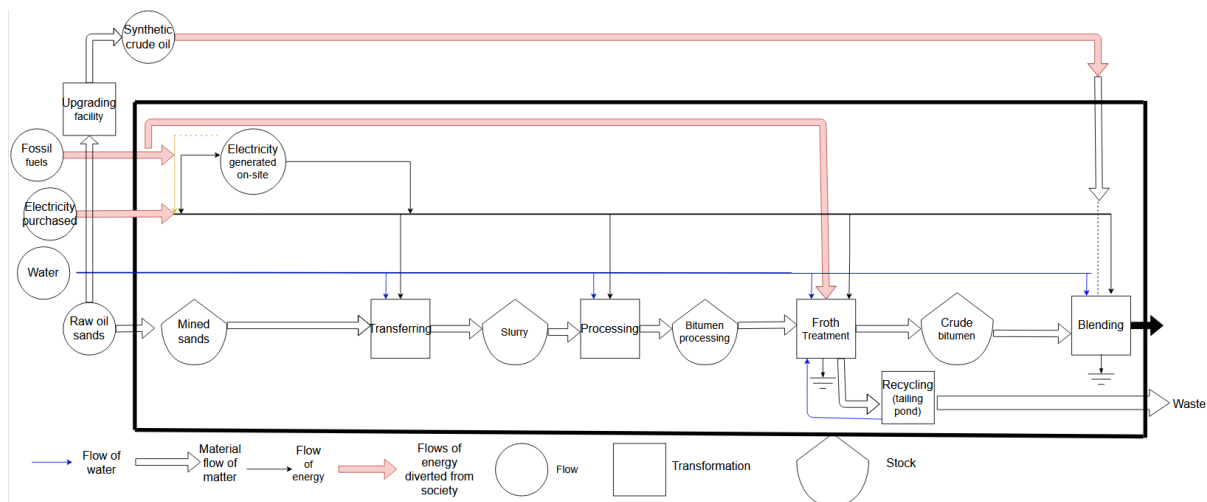 Synthetic
crude oil
Upgrading
facility
Fossil
fuels
Electricity
generated
on-site
Electricity
purchased
Water
Raw oil
sands
Mined
sands
Transferring
Slurry
Processing
Bitumen
processing
Froth
Treatment
Crude
bitumen
Blending
Recycling
(tailing
pond)
Waste
Flow of
water
Material
flow of
matter
Flow
of
energy
Flows of
energy
diverted from
society
Flow
Transformation
Stock